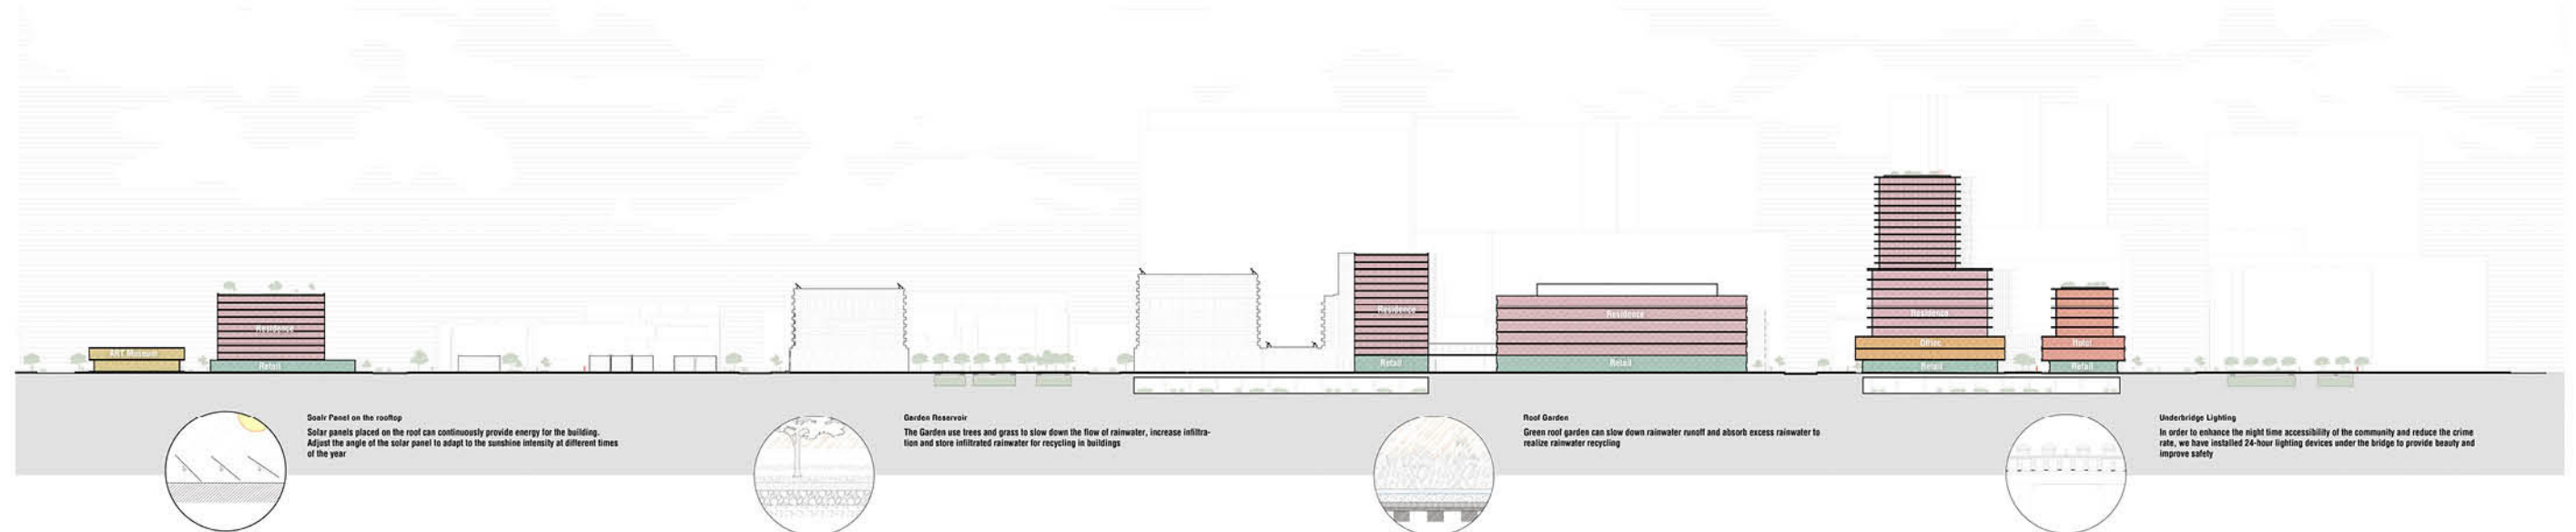 ART Museum
Residence
Retail
Residence
Retail
Residence
Retail
Residence
Office
Retail
Hotel
Retail
Soalr Panel on the rooftop
Solar panels placed on the roof can continuously provide energy for the building.
Adjust the angle of the solar panel to adapt to the sunshine intensity at different times
of the year
Garden Reservoir
The Garden use trees and grass to slow down the flow of rainwater, increase infiltra-
tion and store infiltrated rainwater for recycling in buildings
Roof Garden
Green roof garden can slow down rainwater runoff and absorb excess rainwater to
realize rainwater recycling
Underbridge Lighting
In order to enhance the night time accessibility of the community and reduce the crime
rate, we have installed 24-hour lighting devices under the bridge to provide beauty and
improve safety